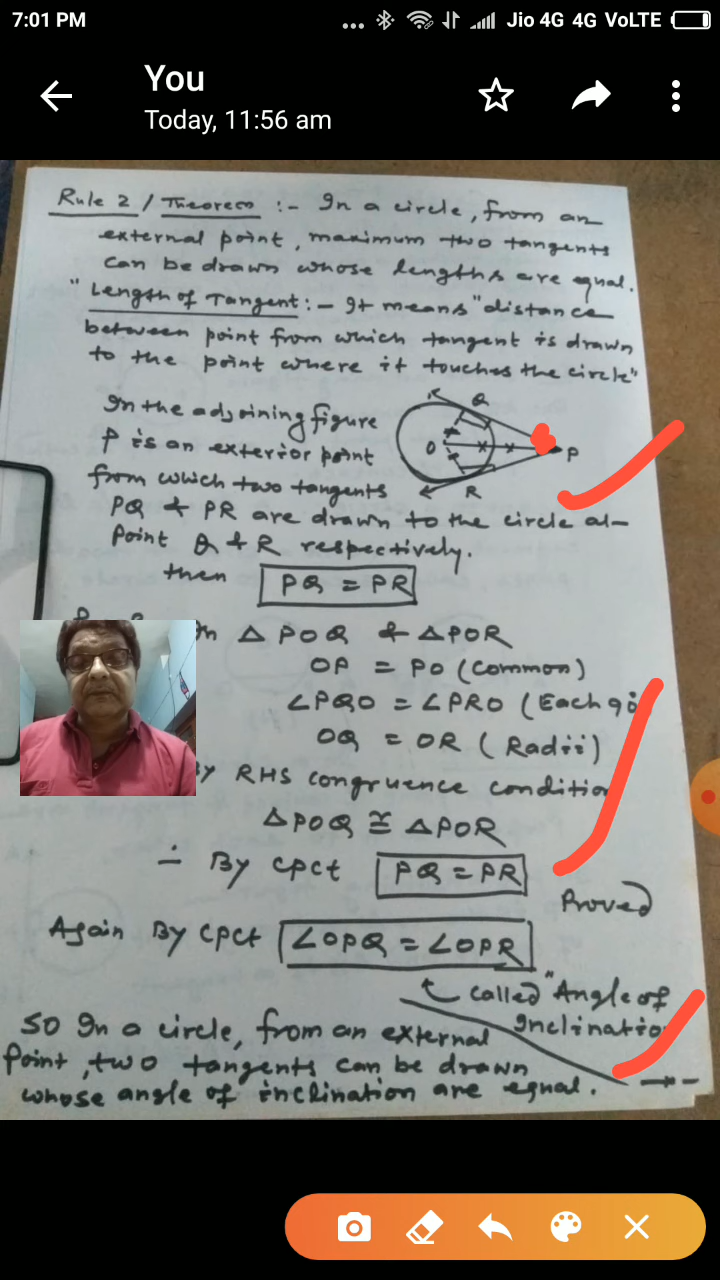 7:01 PM
... Jio 4G 4G VoLTE
You
Today, 11:56 am
Rule 2 / Theorem :- In a circle, from an
external point, maximum two tangents
can be drawn whose lengths are equal.
"Length of Tangent :- It means "distance
between point from which tangent is drawn
to the point where it touches the circle"
In the adjoining figure
P is an exterior point
from which two tangents
PQ & PR are drawn to the circle at
Point Q & R respectively.
then PQ = PR
Q
O
P
R
In △ POQ & △POR
OP = PO (Common)
∠PQO = ∠PRO (Each 90
OQ = OR ( Radii)
By RHS congruence condition
△POQ ≅ △POR
∴ By CPCT PQ = PR
Proved
Again By CPCT ∠OPQ = ∠OPR
called "Angle of
Inclination
So In a circle, from an external
Point, two tangents can be drawn
whose angle of inclination are equal.